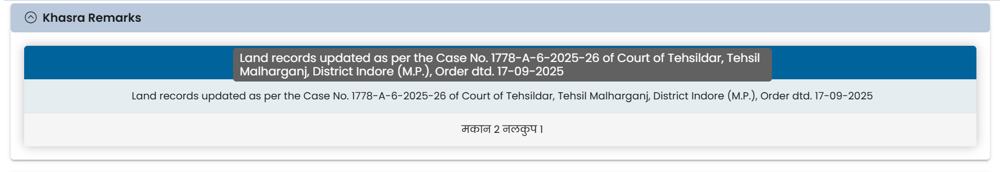 Khasra Remarks
Land records updated as per the Case No. 1778-A-6-2025-26 of Court of Tehsildar, Tehsil
Malharganj, District Indore (M.P.), Order dtd. 17-09-2025
Land records updated as per the Case No. 1778-A-6-2025-26 of Court of Tehsildar, Tehsil Malharganj, District Indore (M.P.), Order dtd. 17-09-2025
मकान 2 नलकुप 1